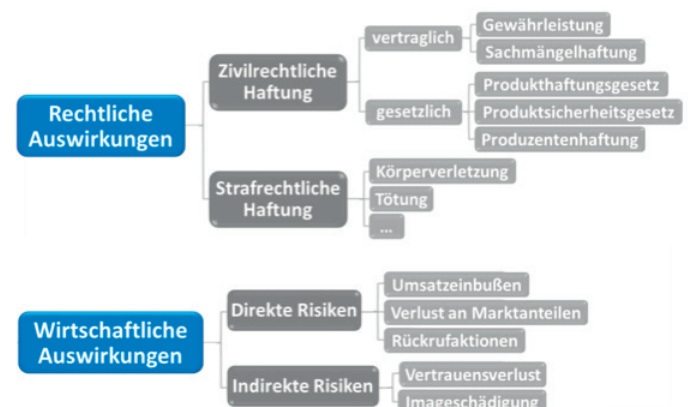 Rechtliche
Auswirkungen
Zivilrechtliche
Haftung
vertraglich
Gewährleistung
Sachmängelhaftung
gesetzlich
Produkthaftungsgesetz
Produktsicherheitsgesetz
Produzentenhaftung
Strafrechtliche
Haftung
Körperverletzung
Tötung
...
Wirtschaftliche
Auswirkungen
Direkte Risiken
Umsatzeinbußen
Verlust an Marktanteilen
Rückrufaktionen
Indirekte Risiken
Vertrauensverlust
Imageschädigung